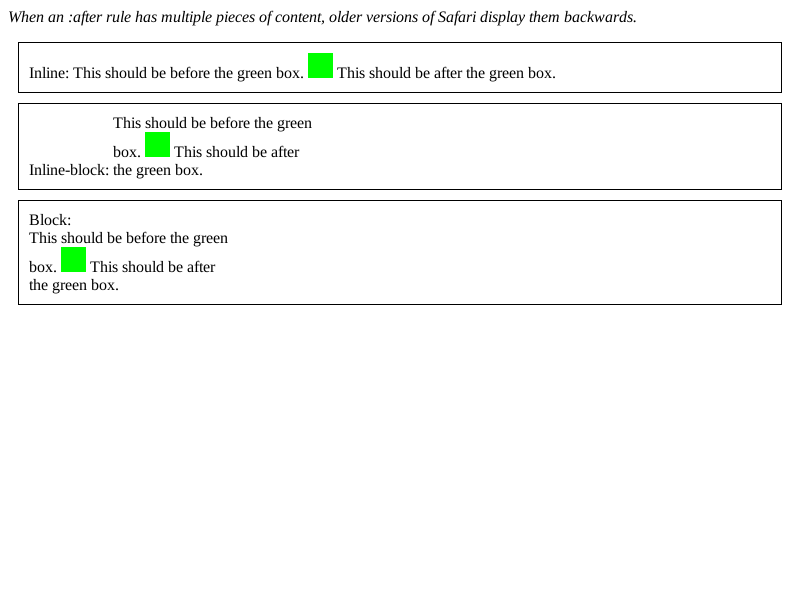 When an :after rule has multiple pieces of content, older versions of Safari display them backwards.
Inline: This should be before the green box. This should be after the green box.
This should be before the green
box. This should be after
Inline-block: the green box.
Block:
This should be before the green
box. This should be after
the green box.